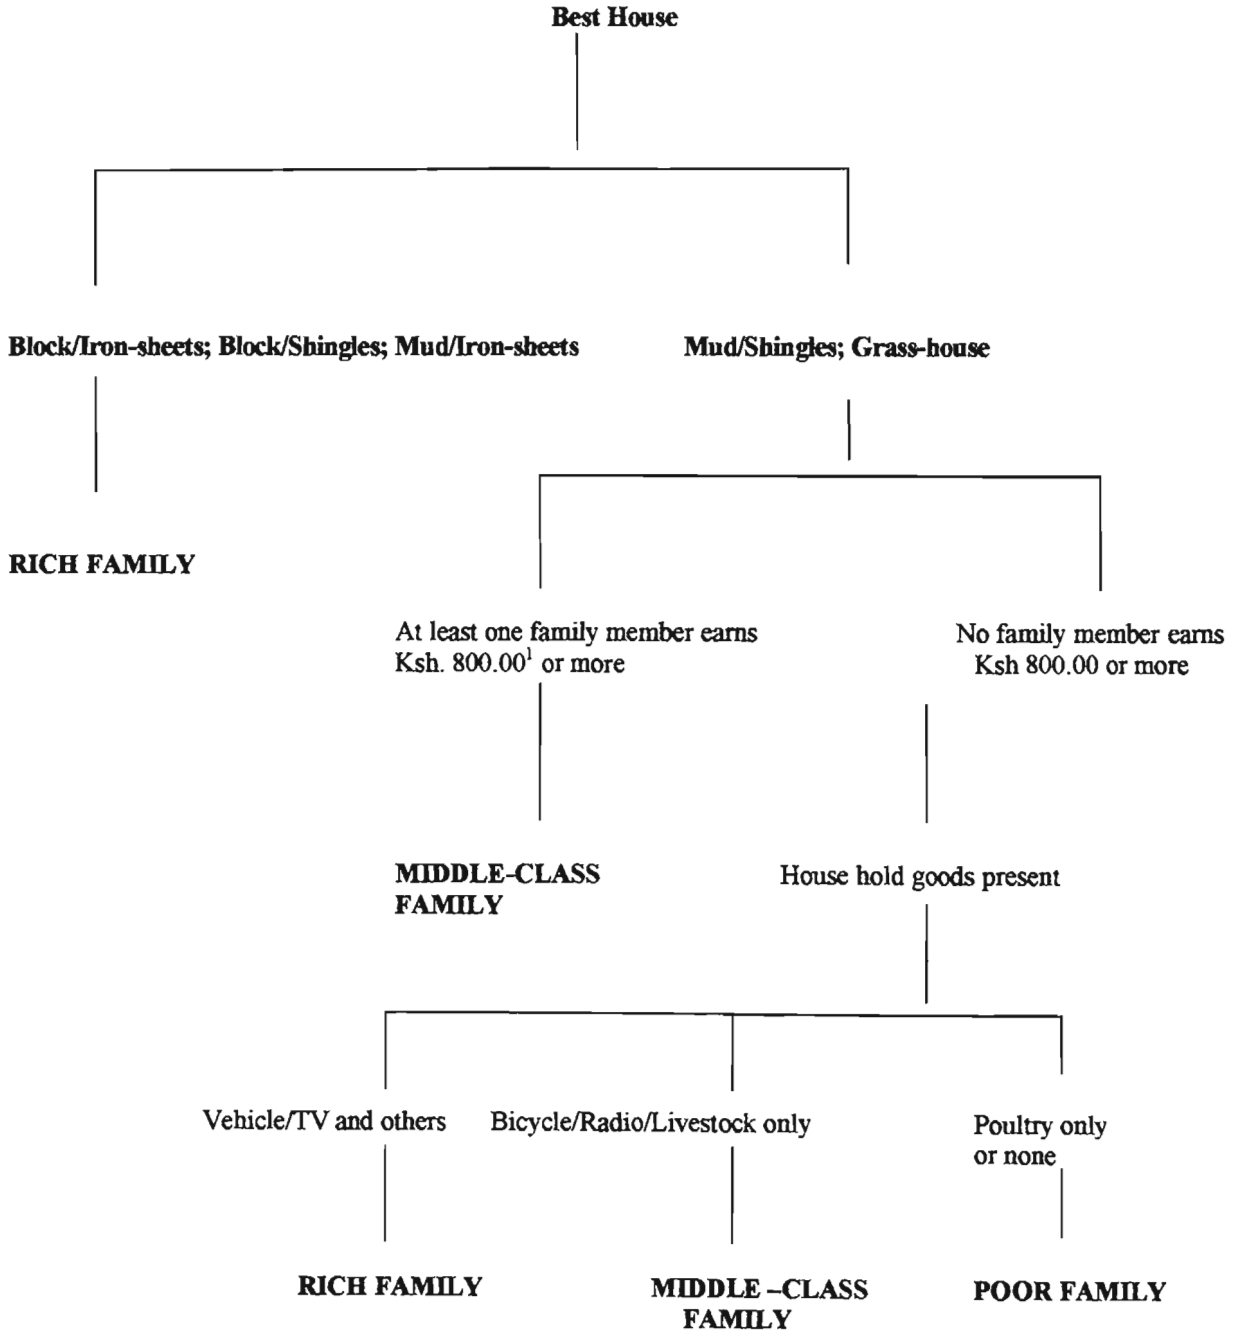 Best House
Block/Iron-sheets; Block/Shingles; Mud/Iron-sheets
Mud/Shingles; Grass-house
RICH FAMILY
At least one family member earns
Ksh. 800.00¹ or more
No family member earns
Ksh 800.00 or more
MIDDLE-CLASS
FAMILY
House hold goods present
Vehicle/TV and others
Bicycle/Radio/Livestock only
Poultry only
or none
RICH FAMILY
MIDDLE –CLASS
FAMILY
POOR FAMILY